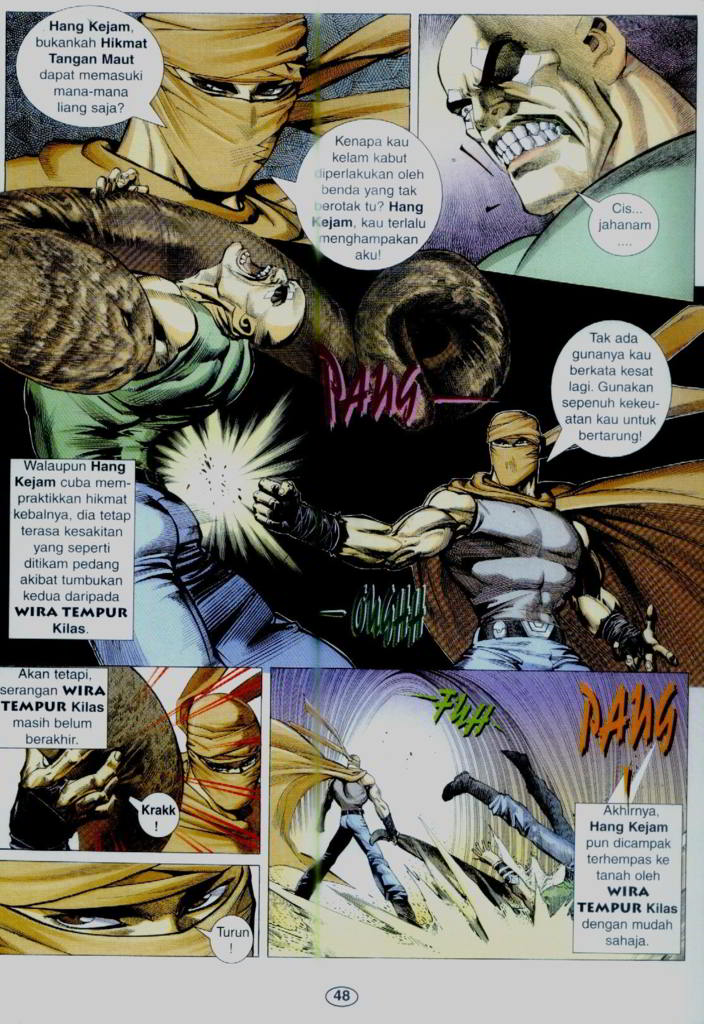 Hang Kejam,
bukankah Hikmat
Tangan Maut
dapat memasuki
mana-mana
liang saja?
Kenapa kau
kelam kabut
diperlakukan oleh
benda yang tak
berotak tu? Hang
Kejam, kau terlalu
menghampakan
aku!
Cis...
jahanam
....
PANG
Tak ada
gunanya kau
berkata kesat
lagi. Gunakan
sepenuh kekeu-
atan kau untuk
bertarung!
Walaupun Hang
Kejam cuba mem-
praktikkan hikmat
kebalnya, dia tetap
terasa kesakitan
yang seperti
ditikam pedang
akibat tumbukan
kedua daripada
WIRA TEMPUR
Kilas.
OUGHH
Akan tetapi,
serangan WIRA
TEMPUR Kilas
masih belum
berakhir.
Krakk
!
Turun
!
FUH
PANG
!
Akhirnya,
Hang Kejam
pun dicampak
terhempas ke
tanah oleh
WIRA
TEMPUR Kilas
dengan mudah
sahaja.
48